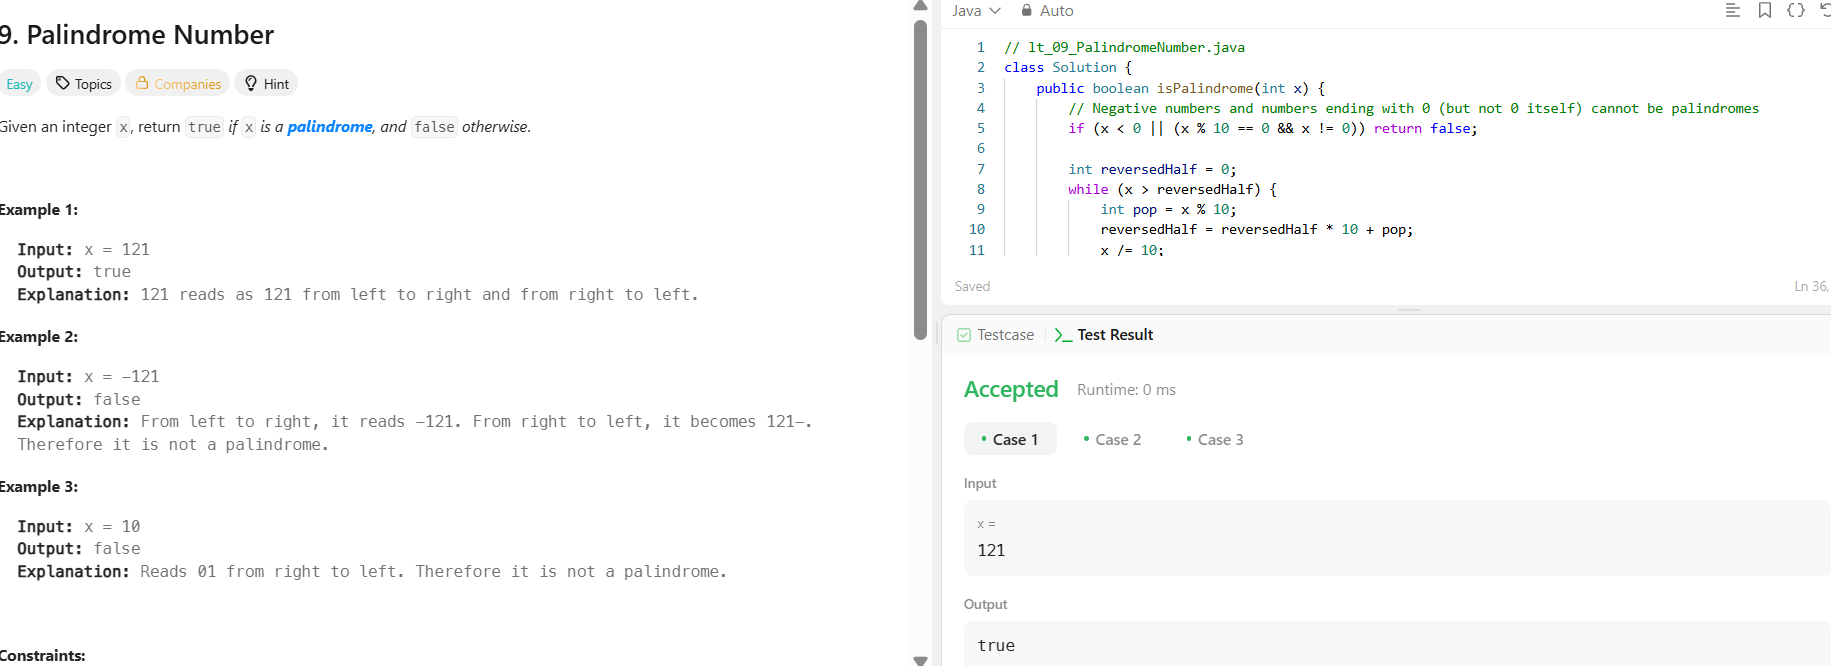 9. Palindrome Number
Easy Topics Companies Hint
Given an integer x, return true if x is a palindrome, and false otherwise.
Example 1:
Input: x = 121
Output: true
Explanation: 121 reads as 121 from left to right and from right to left.
Example 2:
Input: x = -121
Output: false
Explanation: From left to right, it reads -121. From right to left, it becomes 121-.
Therefore it is not a palindrome.
Example 3:
Input: x = 10
Output: false
Explanation: Reads 01 from right to left. Therefore it is not a palindrome.
Constraints:
Java Auto
1 // lt_09_PalindromeNumber.java
2 class Solution {
3 public boolean isPalindrome(int x) {
4 // Negative numbers and numbers ending with 0 (but not 0 itself) cannot be palindromes
5 if (x < 0 || (x % 10 == 0 && x != 0)) return false;
6
7 int reversedHalf = 0;
8 while (x > reversedHalf) {
9 int pop = x % 10;
10 reversedHalf = reversedHalf * 10 + pop;
11 x /= 10;
Saved Ln 36,
Testcase Test Result
Accepted Runtime: 0 ms
Case 1 Case 2 Case 3
Input
x =
121
Output
true